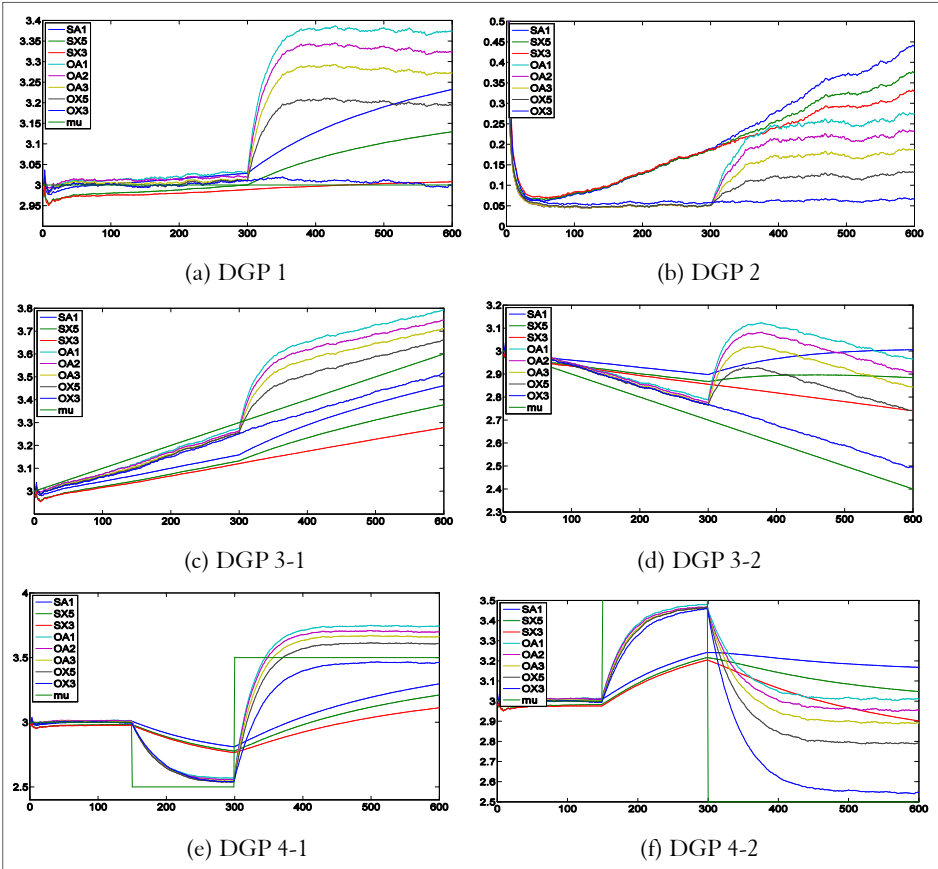 3.4
3.35
3.3
3.25
3.2
3.15
3.1
3.05
3
2.95
SA1
SX5
SX3
OA1
OA2
OA3
OX5
OX3
mu
0 100 200 300 400 500 600
(a) DGP 1
0.5
0.45
0.4
0.35
0.3
0.25
0.2
0.15
0.1
0.05
0
SA1
SX5
SX3
OA1
OA2
OA3
OX5
OX3
0 100 200 300 400 500 600
(b) DGP 2
3.8
3.7
3.6
3.5
3.4
3.3
3.2
3.1
3
2.9
SA1
SX5
SX3
OA1
OA2
OA3
OX5
OX3
mu
0 100 200 300 400 500 600
(c) DGP 3-1
3.2
3.1
3
2.9
2.8
2.7
2.6
2.5
2.4
2.3
SA1
SX5
SX3
OA1
OA2
OA3
OX5
OX3
mu
0 100 200 300 400 500 600
(d) DGP 3-2
4
3.5
3
2.5
SA1
SX5
SX3
OA1
OA2
OA3
OX5
OX3
mu
0 100 200 300 400 500 600
(e) DGP 4-1
3.5
3.4
3.3
3.2
3.1
3.0
2.9
2.8
2.7
2.6
2.5
SA1
SX5
SX3
OA1
OA2
OA3
OX5
OX3
mu
0 100 200 300 400 500 600
(f) DGP 4-2